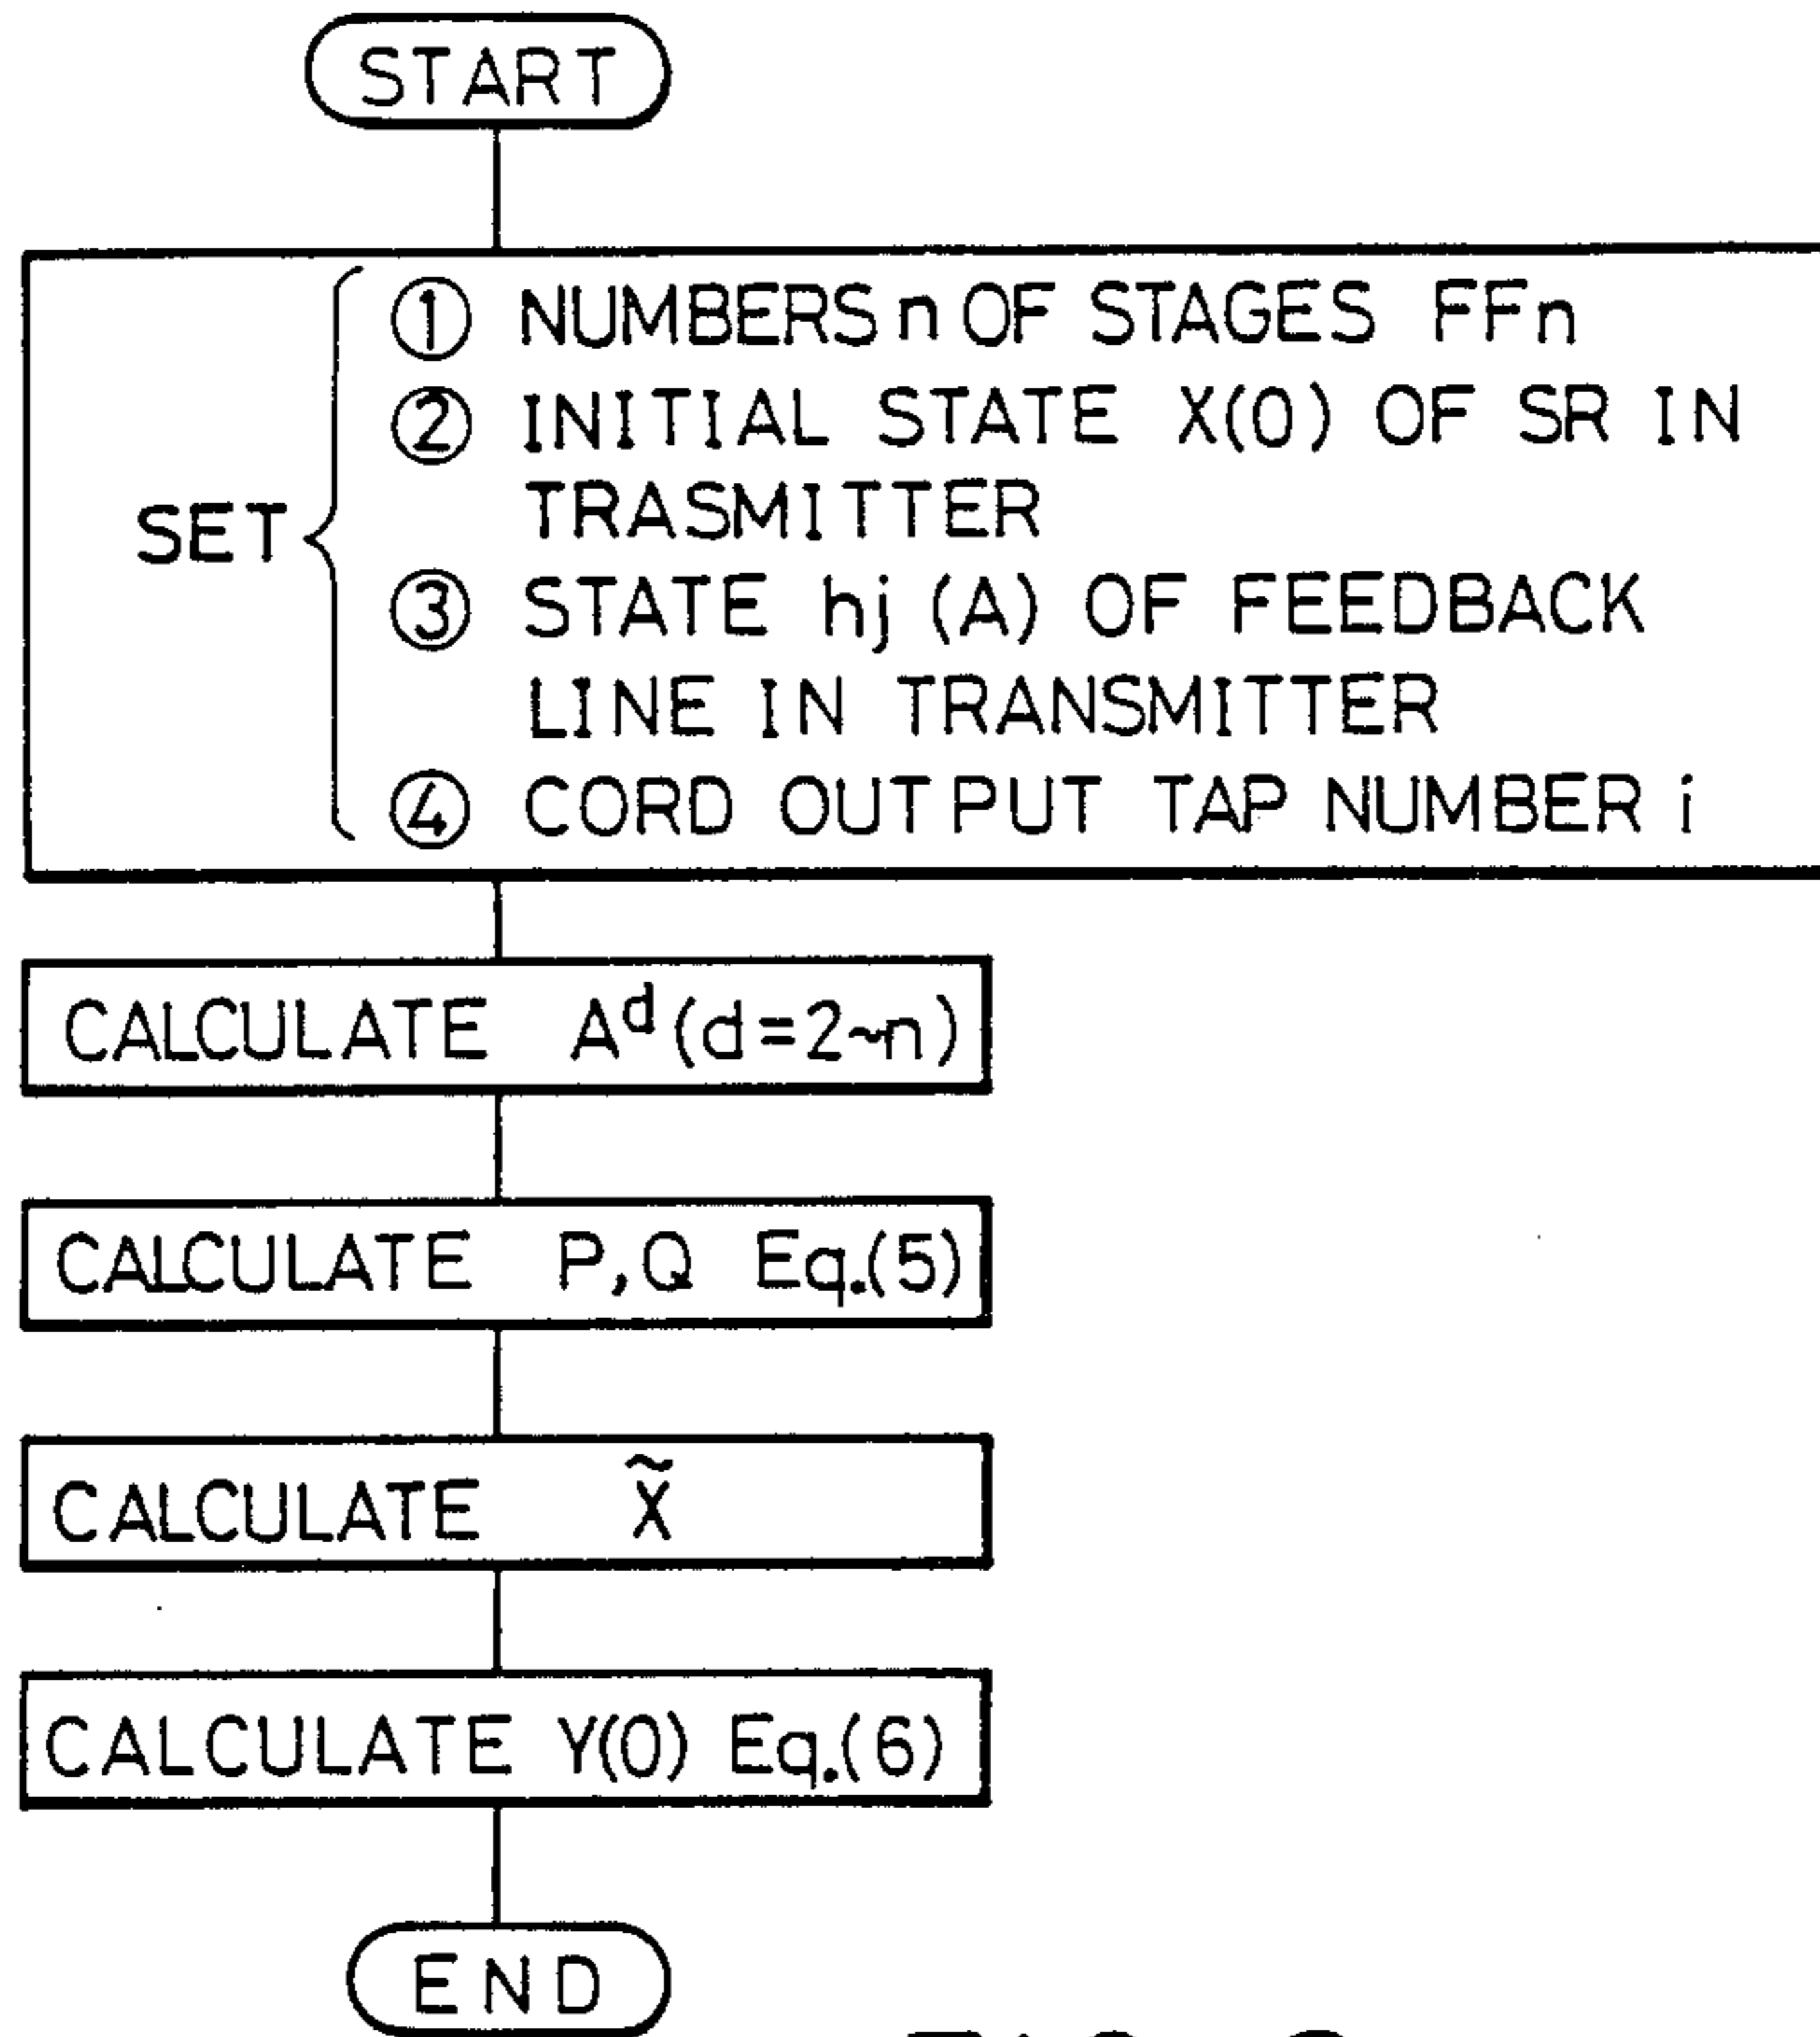 START
① NUMBERS n OF STAGES FFn
② INITIAL STATE X(0) OF SR IN
TRASMITTER
SET
③ STATE hj (A) OF FEEDBACK
LINE IN TRANSMITTER
④ CORD OUTPUT TAP NUMBER i
CALCULATE A^d (d=2~n)
CALCULATE P,Q Eq.(5)
CALCULATE X̃
CALCULATE Y(0) Eq.(6)
END